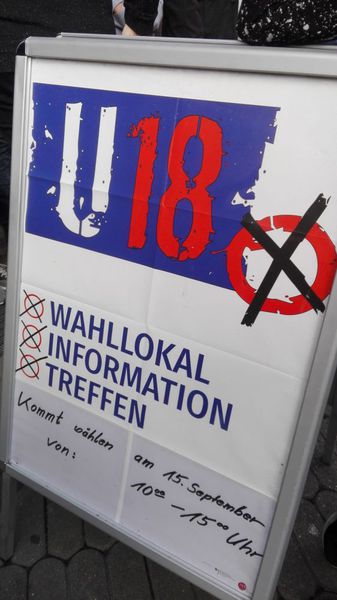 U18
WAHLLOKAL
INFORMATION
TREFFEN
Kommt wählen am 15. September
von: 10⁰⁰ – 15⁰⁰ Uhr